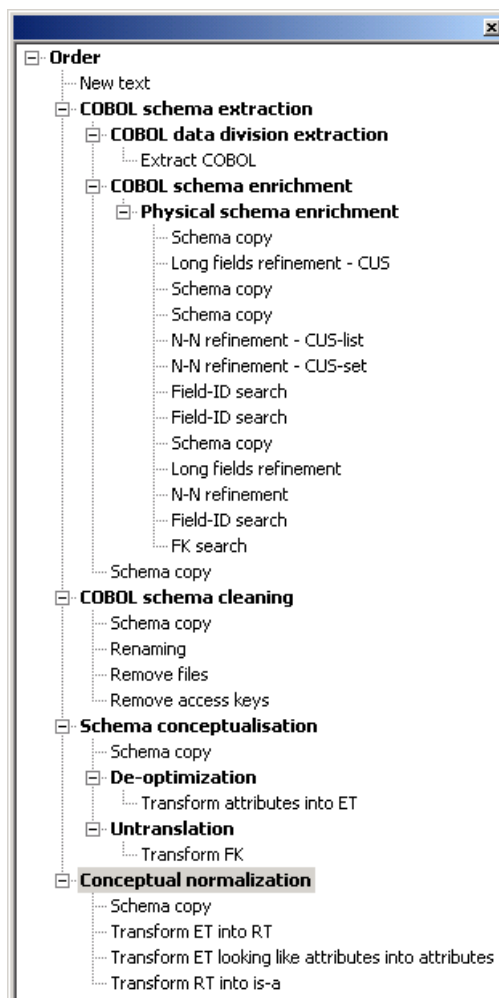 Order
New text
COBOL schema extraction
COBOL data division extraction
Extract COBOL
COBOL schema enrichment
Physical schema enrichment
Schema copy
Long fields refinement - CUS
Schema copy
Schema copy
N-N refinement - CUS-list
N-N refinement - CUS-set
Field-ID search
Field-ID search
Schema copy
Long fields refinement
N-N refinement
Field-ID search
FK search
Schema copy
COBOL schema cleaning
Schema copy
Renaming
Remove files
Remove access keys
Schema conceptualisation
Schema copy
De-optimization
Transform attributes into ET
Untranslation
Transform FK
Conceptual normalization
Schema copy
Transform ET into RT
Transform ET looking like attributes into attributes
Transform RT into is-a